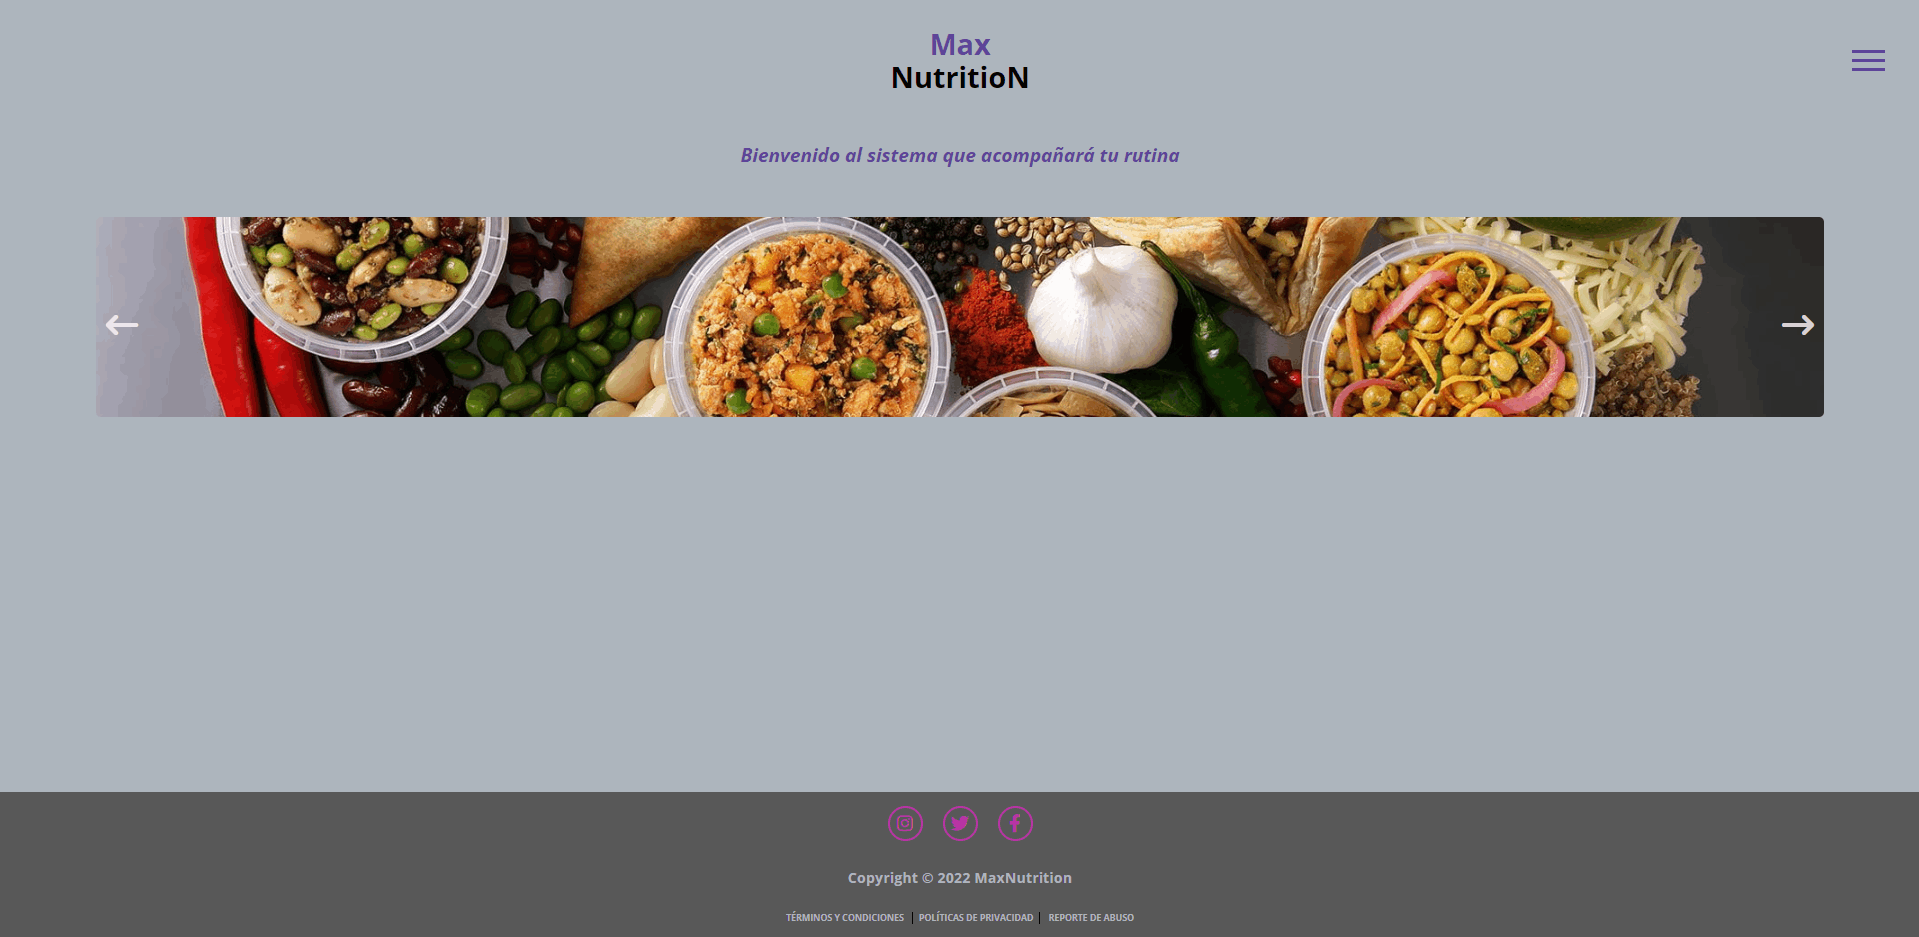 Max
NutritioN
Bienvenido al sistema que acompañará tu rutina
Copyright © 2022 MaxNutrition
TÉRMINOS Y CONDICIONES | POLÍTICAS DE PRIVACIDAD | REPORTE DE ABUSO